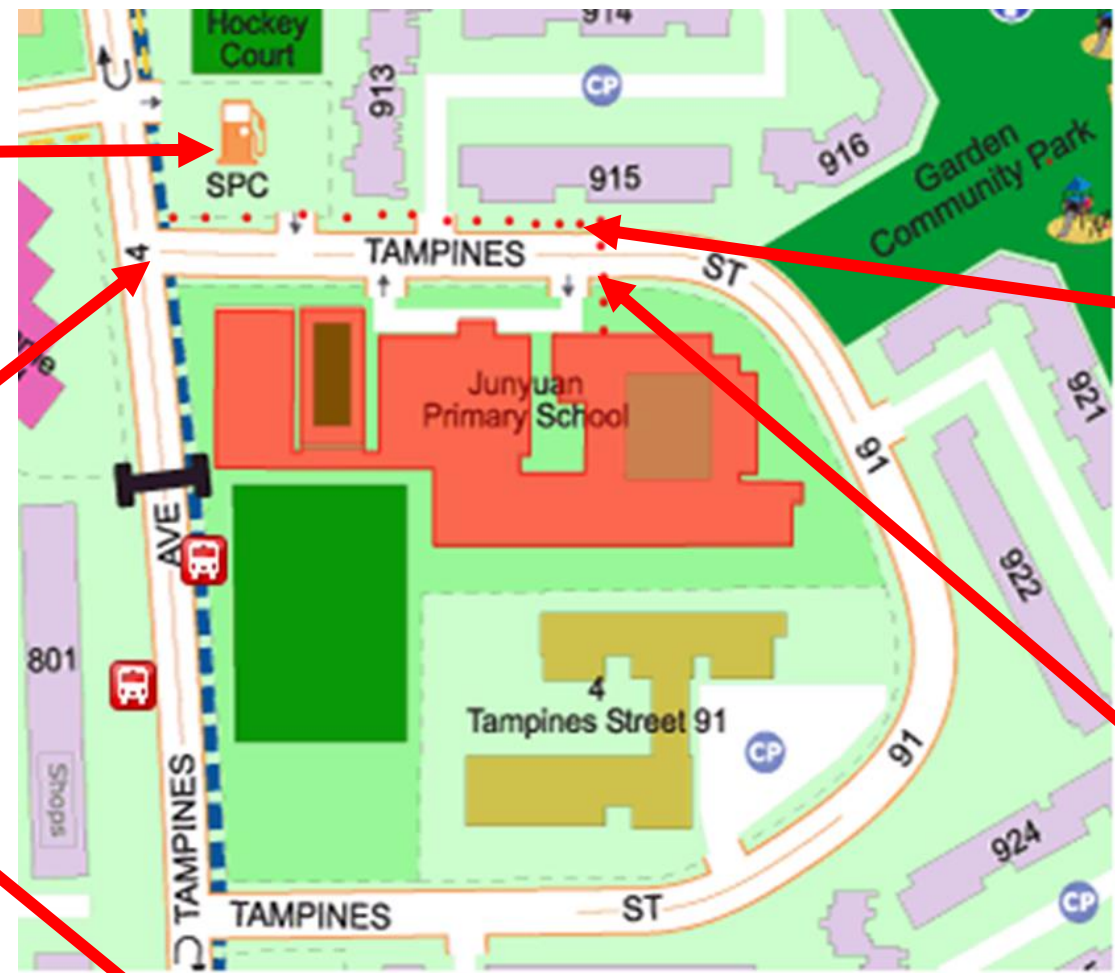 Hockey
Court
914
CP
913
916
Garden
Community Park
SPC
915
4
TAMPINES
ST
Junyuan
Primary School
921
91
AVE
922
801
4
Tampines Street 91
CP
91
Shops
TAMPINES
924
CP
TAMPINES
ST